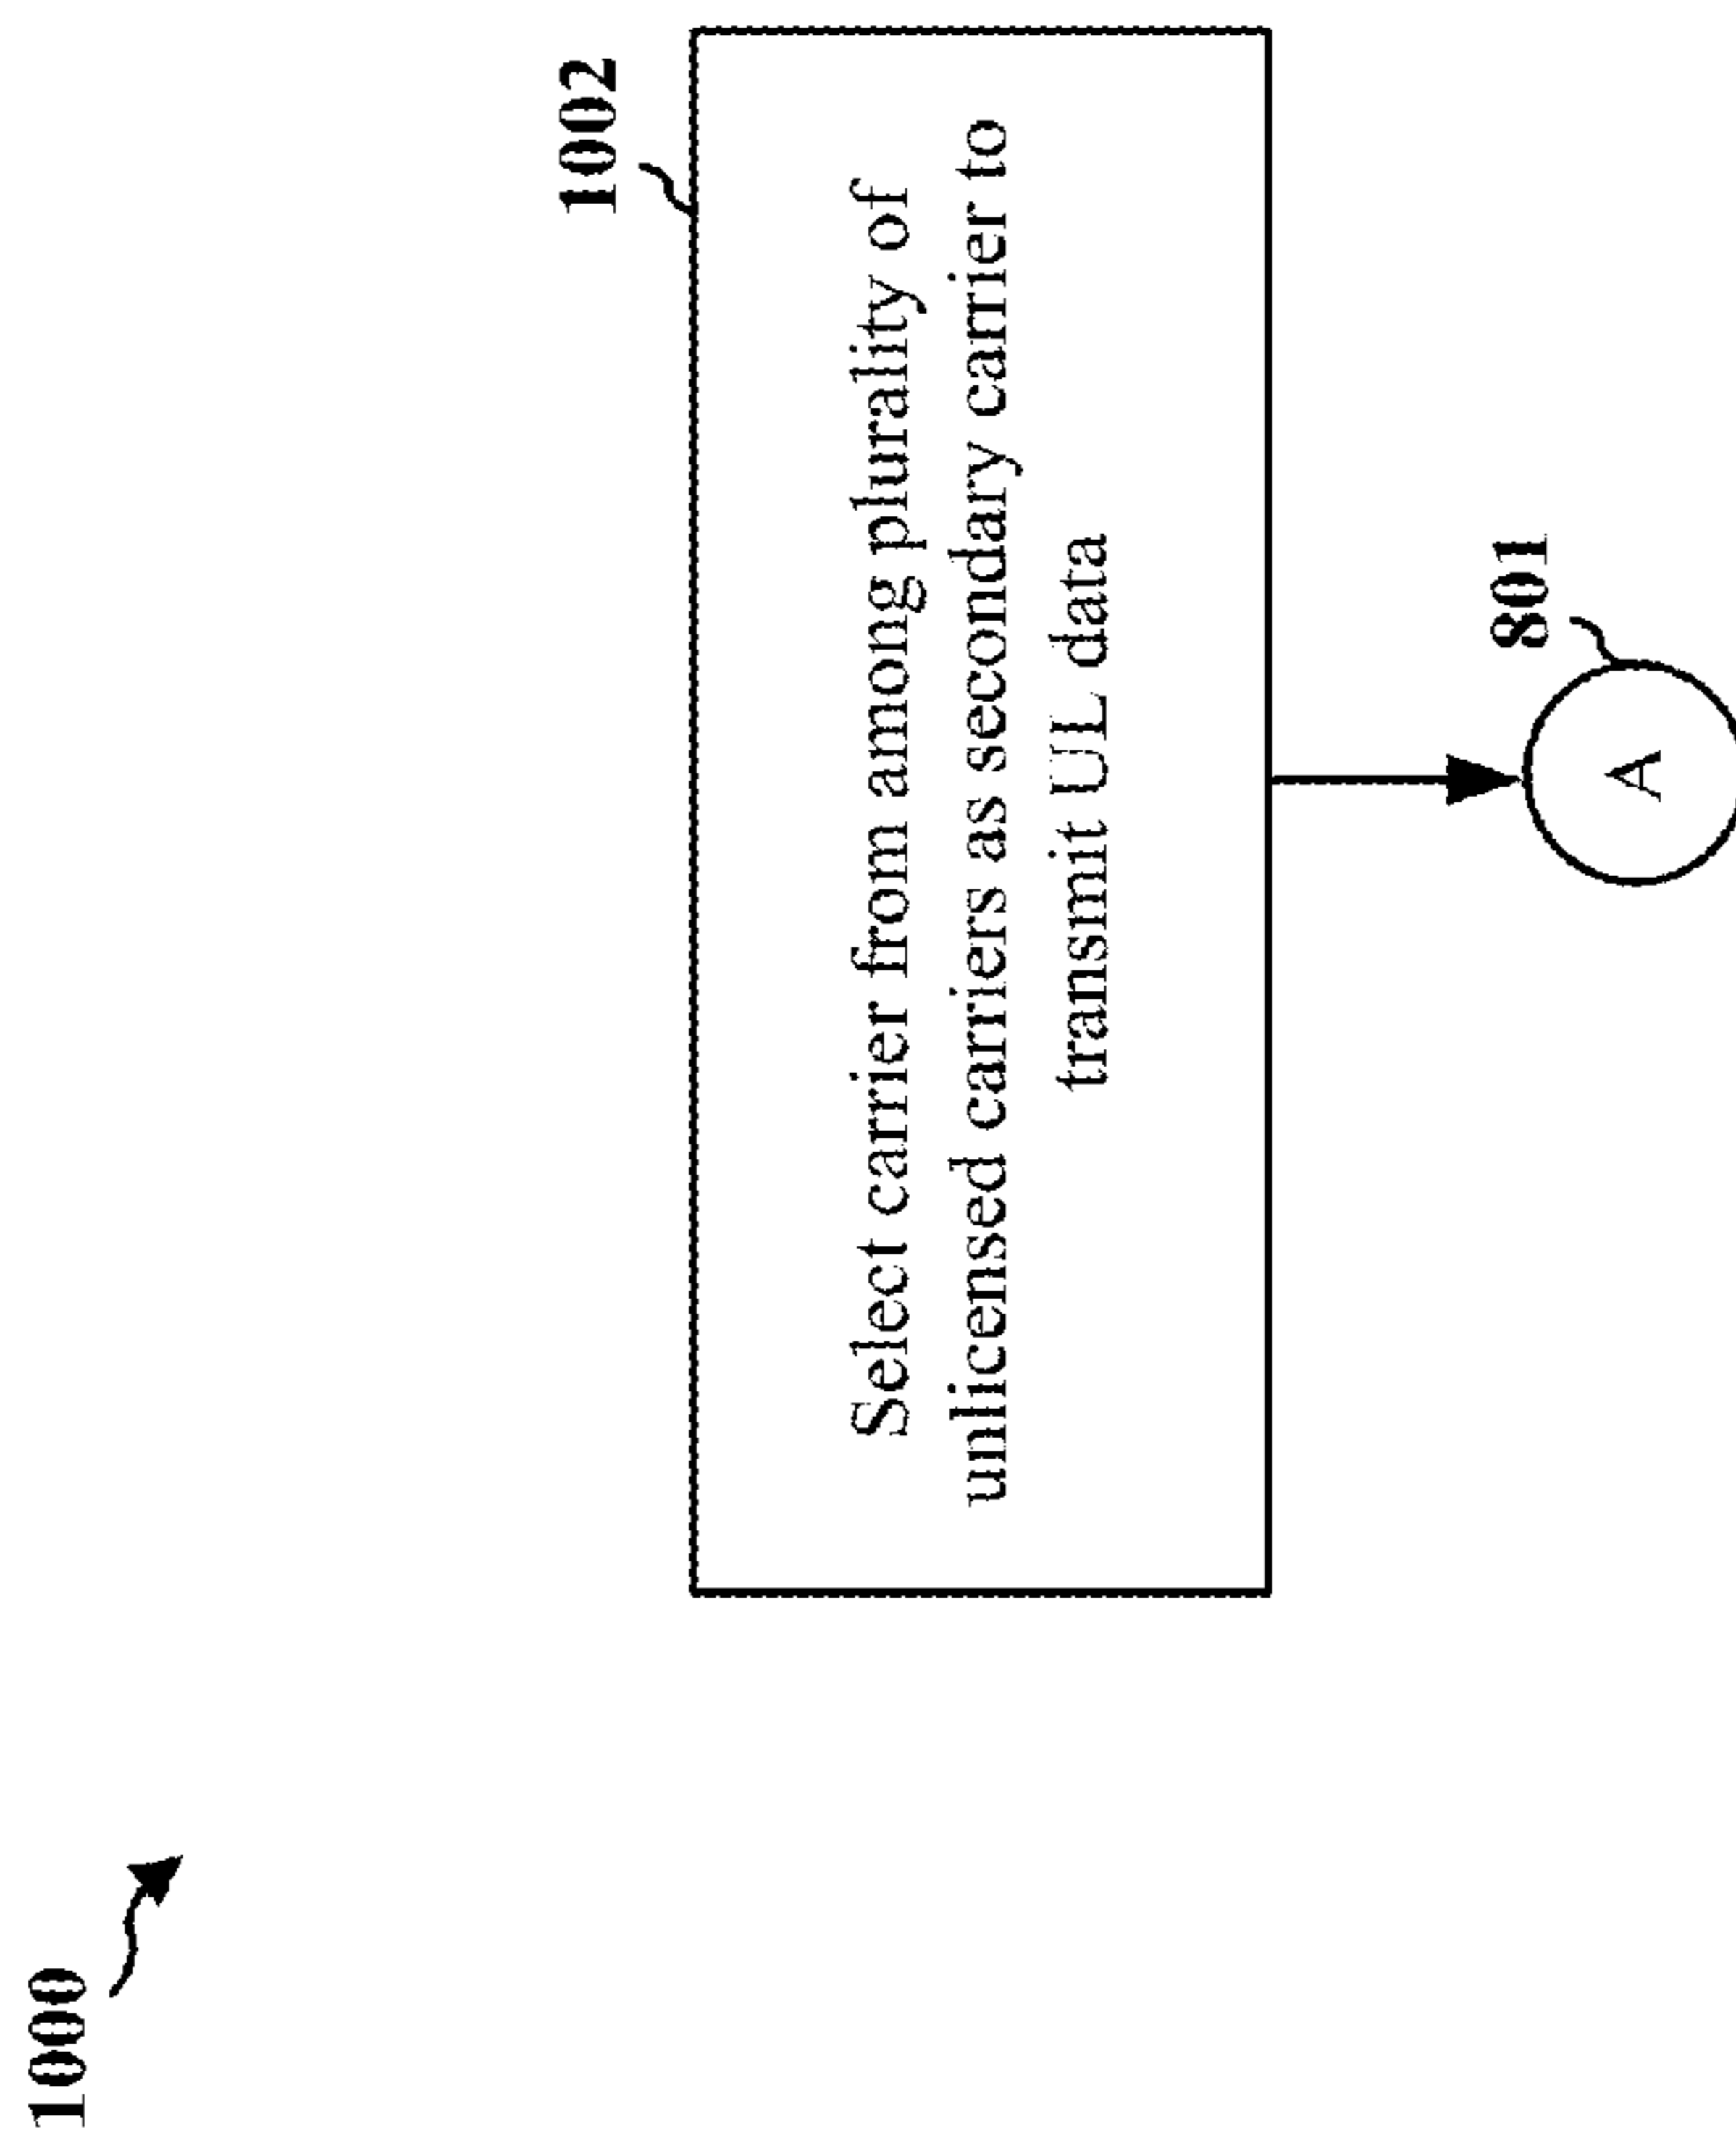 1000
1002
Select carrier from among plurality of
unlicensed carriers as secondary carrier to
transmit UL data
801
A